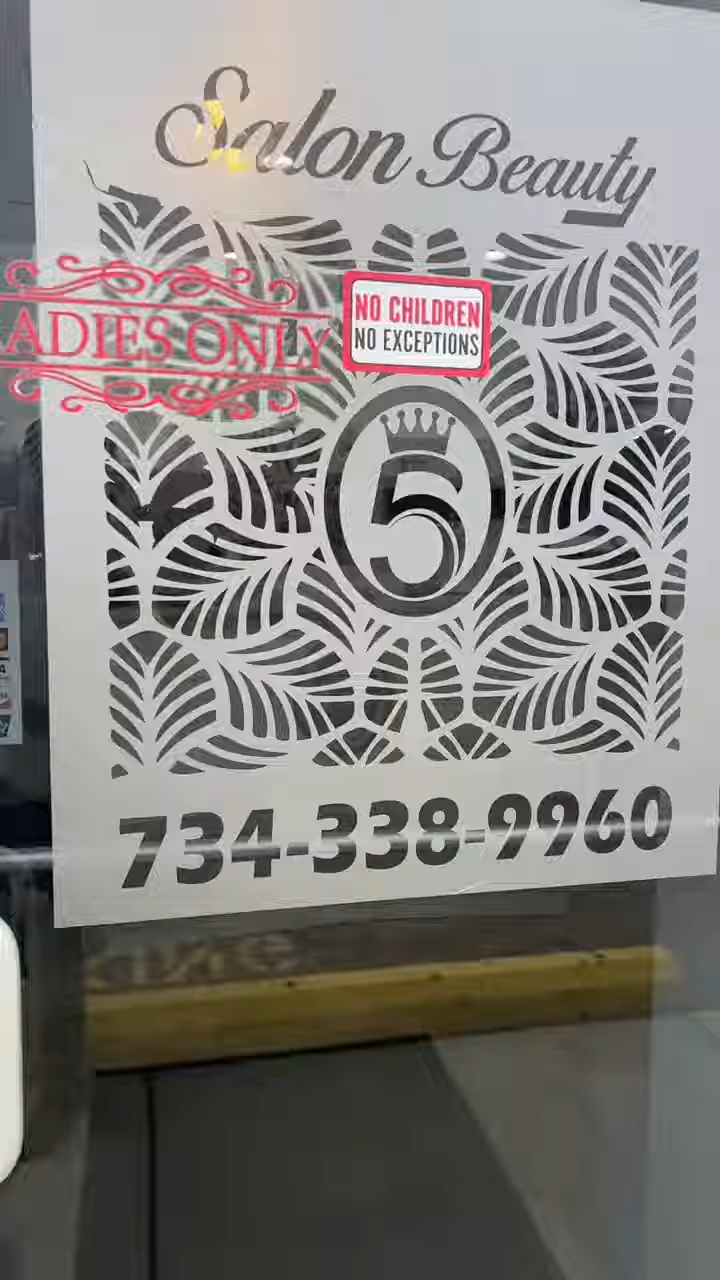 Salon Beauty
ADIES ONLY
NO CHILDREN
NO EXCEPTIONS
5
734-338-9960